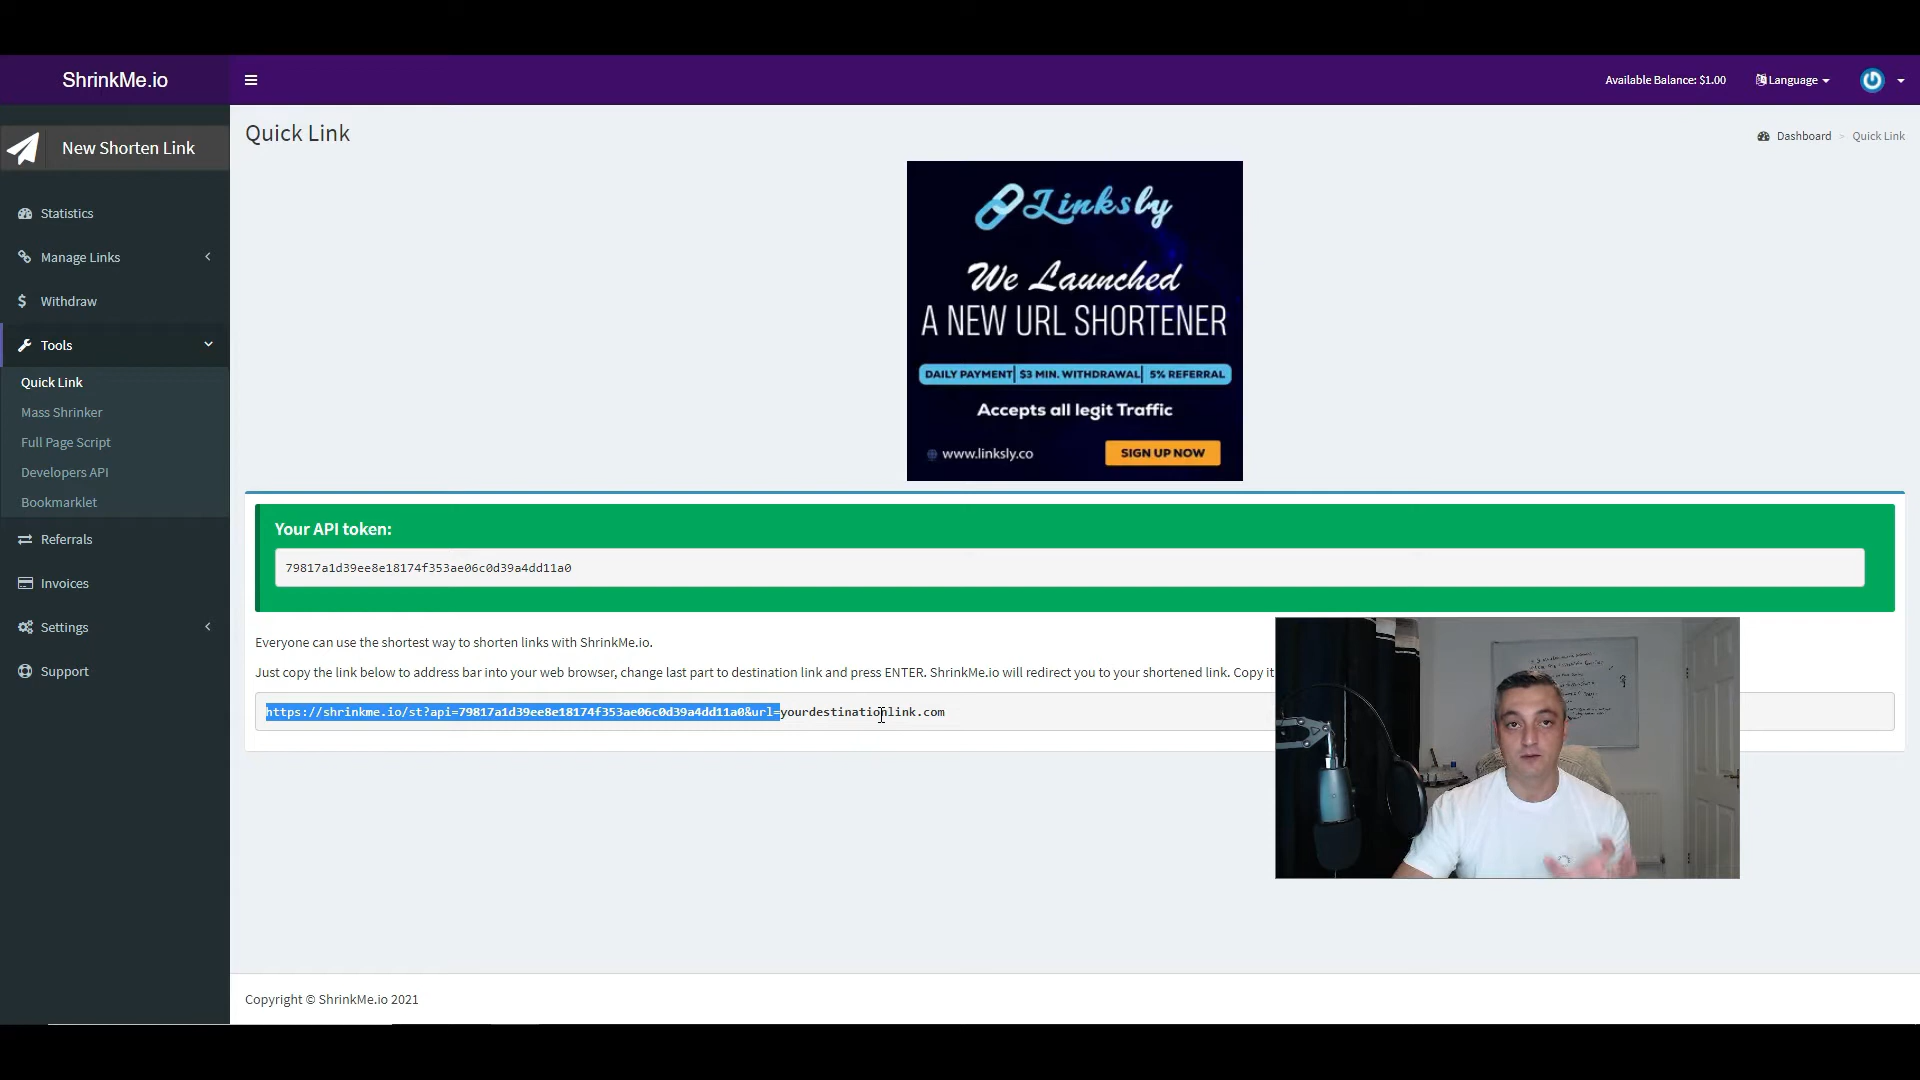 ShrinkMe.io
Available Balance: $1.00
Language
New Shorten Link
Quick Link
Dashboard > Quick Link
Statistics
Manage Links
Withdraw
Tools
Quick Link
Mass Shrinker
Full Page Script
Developers API
Bookmarklet
Referrals
Invoices
Settings
Support
Linksly
We Launched
A NEW URL SHORTENER
DAILY PAYMENT| $3 MIN. WITHDRAWAL| 5% REFERRAL
Accepts all legit Traffic
www.linksly.co
SIGN UP NOW
Your API token:
79817a1d39ee8e18174f353ae06c0d39a4dd11a0
Everyone can use the shortest way to shorten links with ShrinkMe.io.
Just copy the link below to address bar into your web browser, change last part to destination link and press ENTER. ShrinkMe.io will redirect you to your shortened link. Copy it
https://shrinkme.io/st?api=79817a1d39ee8e18174f353ae06c0d39a4dd11a0&url=yourdestinationlink.com
Copyright © ShrinkMe.io 2021